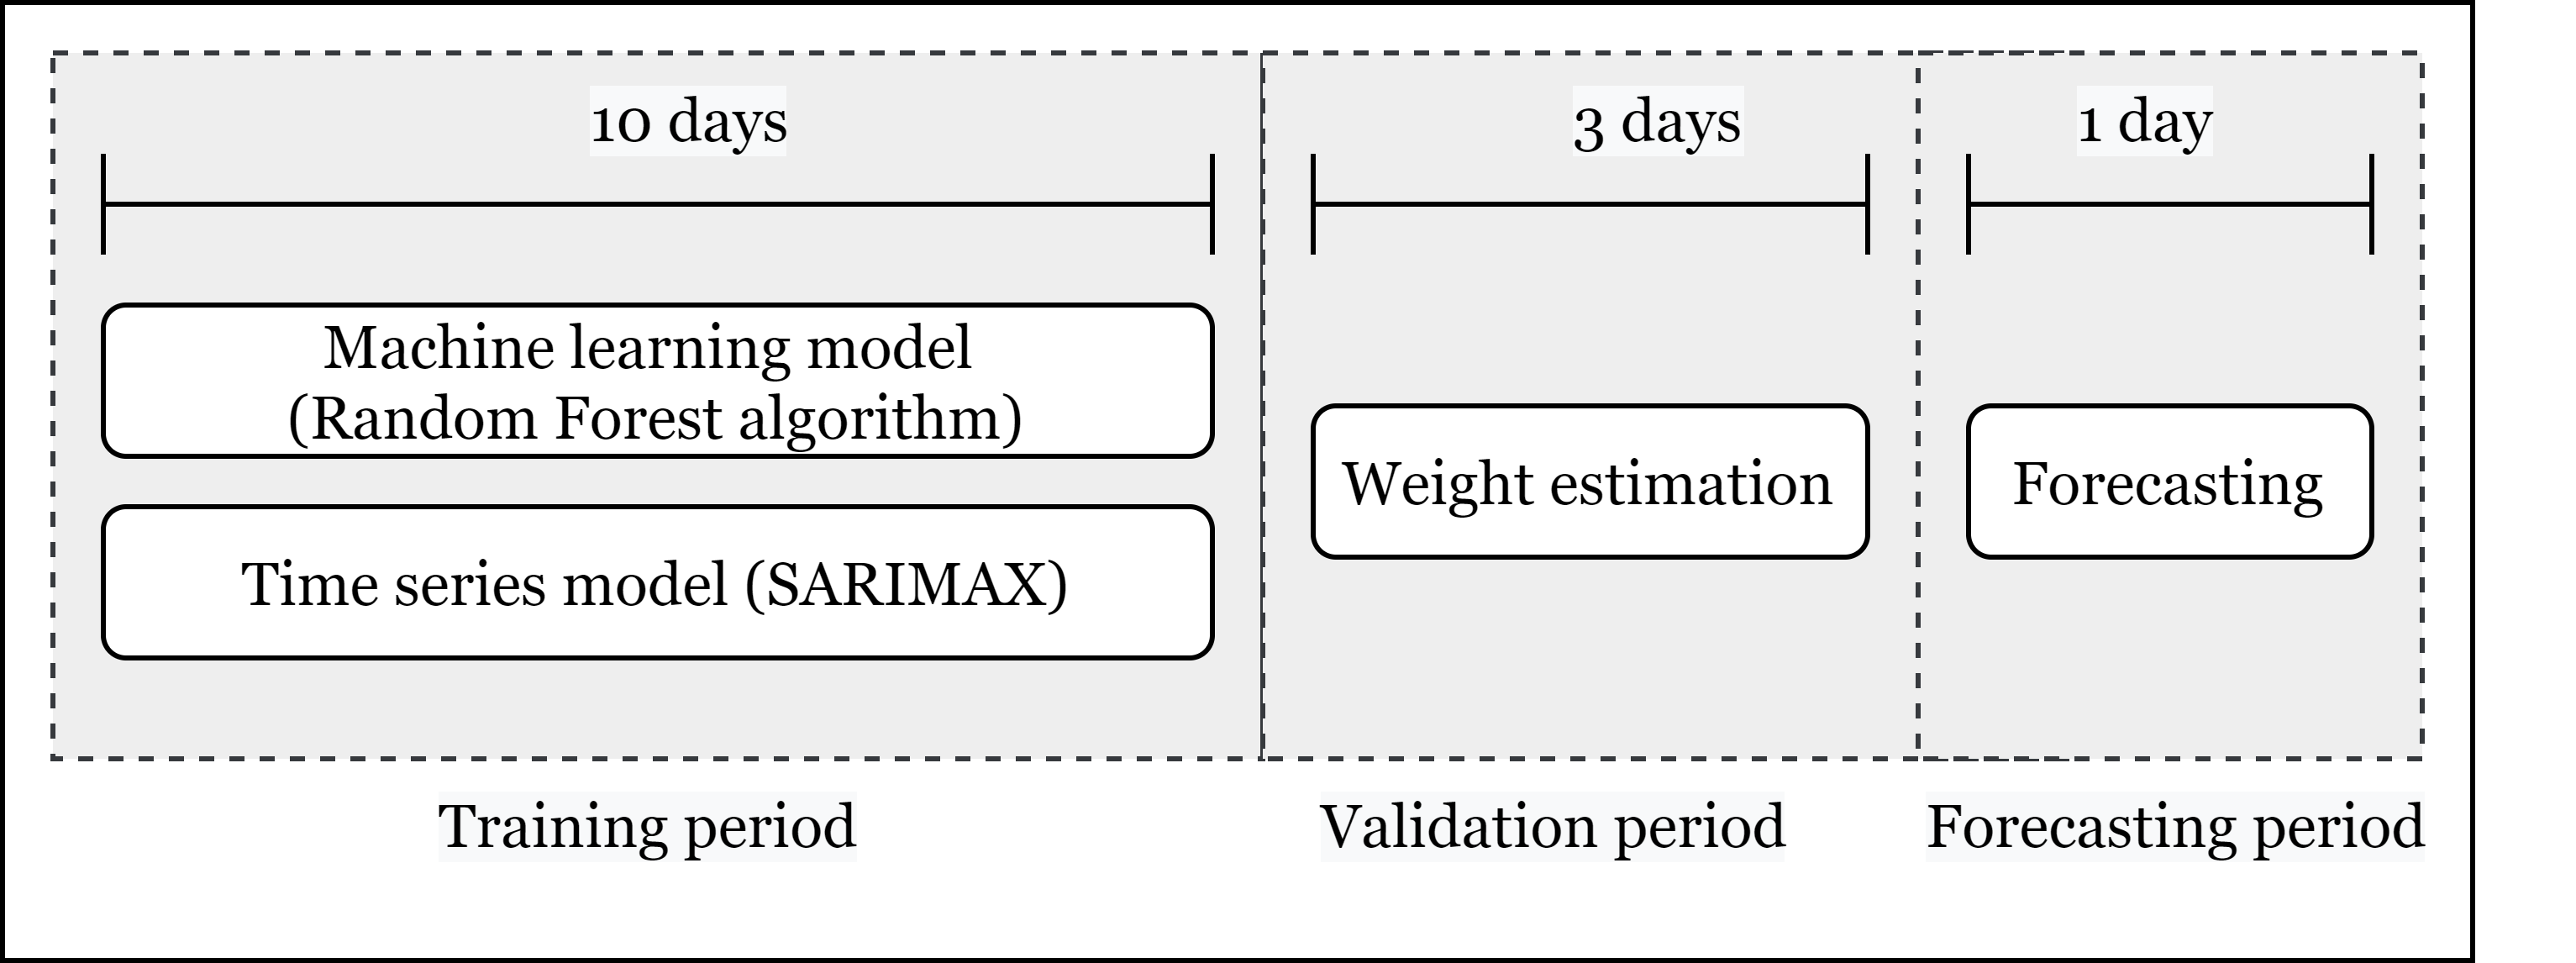 10 days
3 days
1 day
Machine learning model
(Random Forest algorithm)
Time series model (SARIMAX)
Weight estimation
Forecasting
Training period
Validation period
Forecasting period